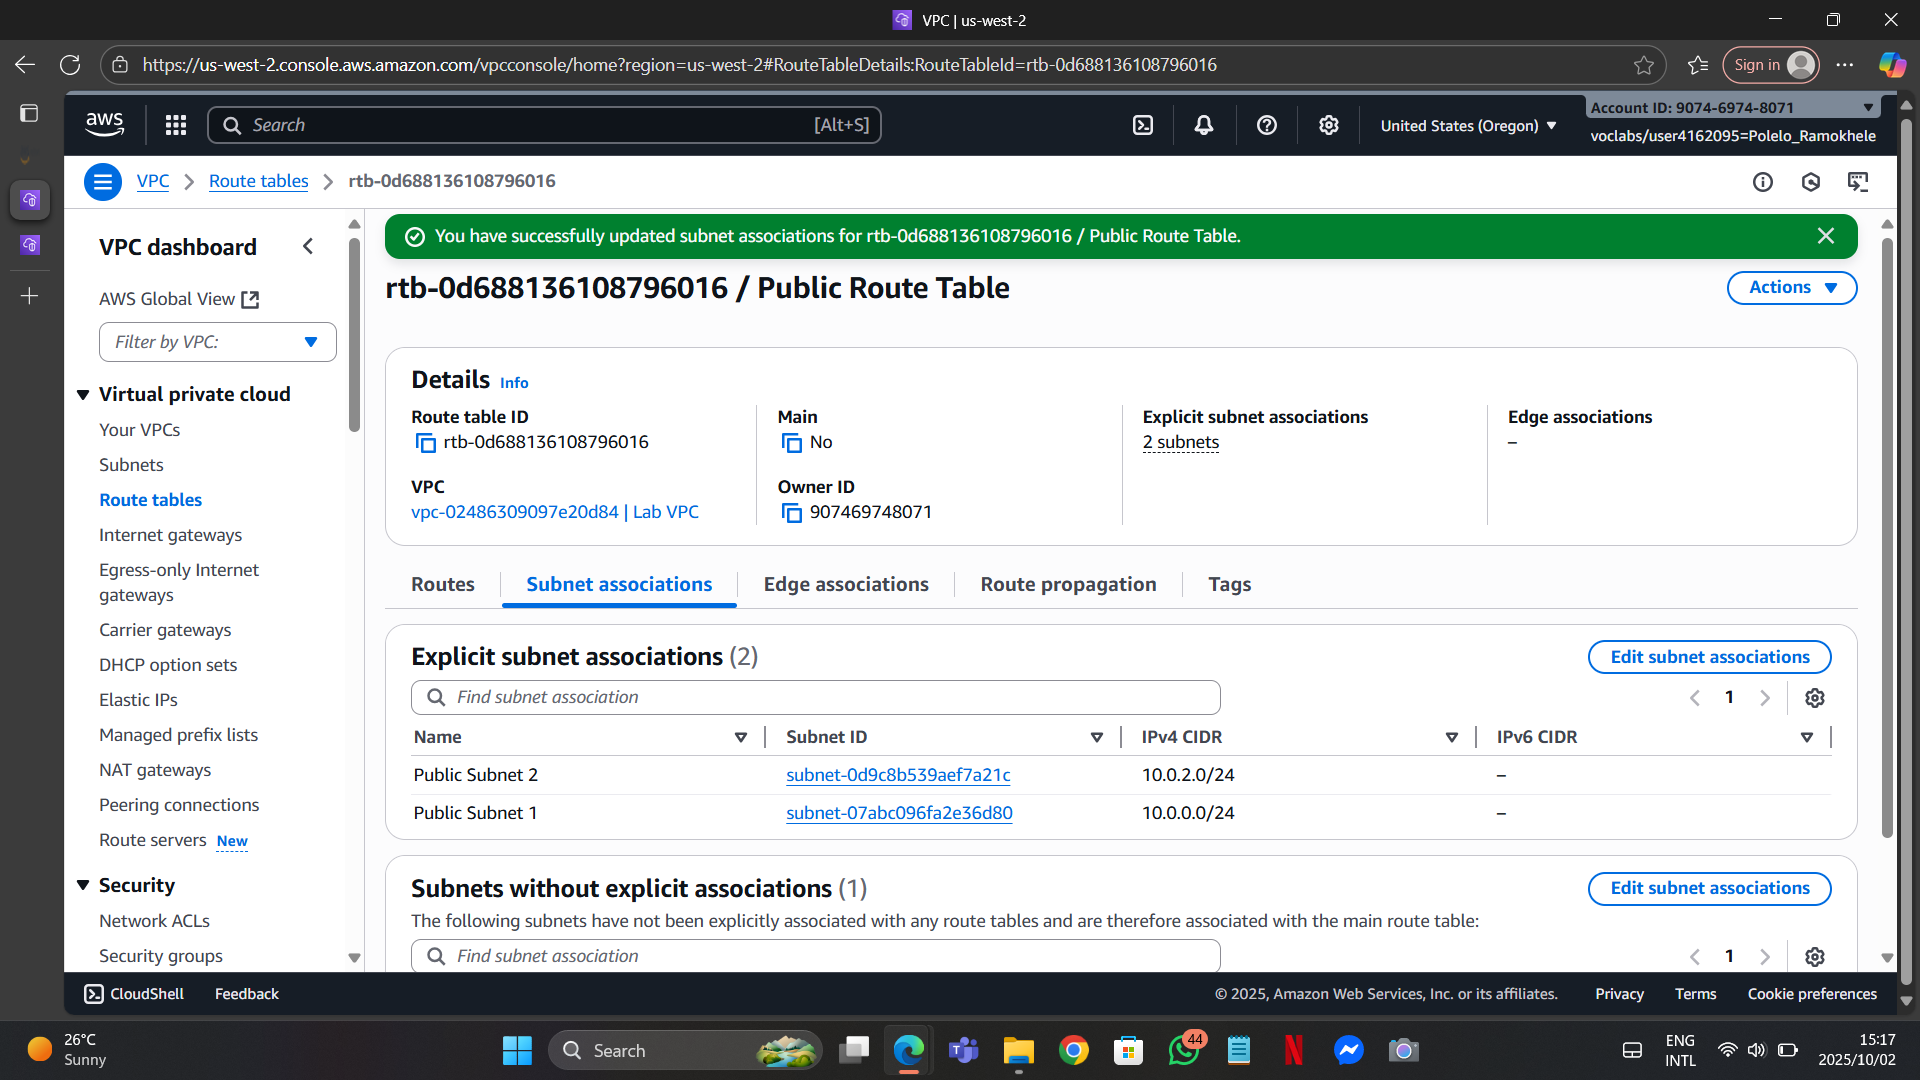 VPC | us-west-2
https://us-west-2.console.aws.amazon.com/vpcconsole/home?region=us-west-2#RouteTableDetails:RouteTableId=rtb-0d688136108796016
Sign in
aws
Search [Alt+S]
United States (Oregon)
Account ID: 9074-6974-8071
voclabs/user4162095=Polelo_Ramokhele
VPC
Route tables
rtb-0d688136108796016
VPC dashboard
AWS Global View
Filter by VPC:
Virtual private cloud
Your VPCs
Subnets
Route tables
Internet gateways
Egress-only Internet
gateways
Carrier gateways
DHCP option sets
Elastic IPs
Managed prefix lists
NAT gateways
Peering connections
Route servers New
Security
Network ACLs
Security groups
You have successfully updated subnet associations for rtb-0d688136108796016 / Public Route Table.
rtb-0d688136108796016 / Public Route Table
Actions
Details Info
Route table ID
rtb-0d688136108796016
Main
No
Explicit subnet associations
2 subnets
Edge associations
–
VPC
vpc-02486309097e20d84 | Lab VPC
Owner ID
907469748071
Routes
Subnet associations
Edge associations
Route propagation
Tags
Explicit subnet associations (2)
Edit subnet associations
Find subnet association
1
Name Subnet ID IPv4 CIDR IPv6 CIDR
Public Subnet 2 subnet-0d9c8b539aef7a21c 10.0.2.0/24 –
Public Subnet 1 subnet-07abc096fa2e36d80 10.0.0.0/24 –
Subnets without explicit associations (1)
Edit subnet associations
The following subnets have not been explicitly associated with any route tables and are therefore associated with the main route table:
Find subnet association
1
CloudShell Feedback
© 2025, Amazon Web Services, Inc. or its affiliates. Privacy Terms Cookie preferences
26°C
Sunny
Search
44
ENG
INTL
15:17
2025/10/02